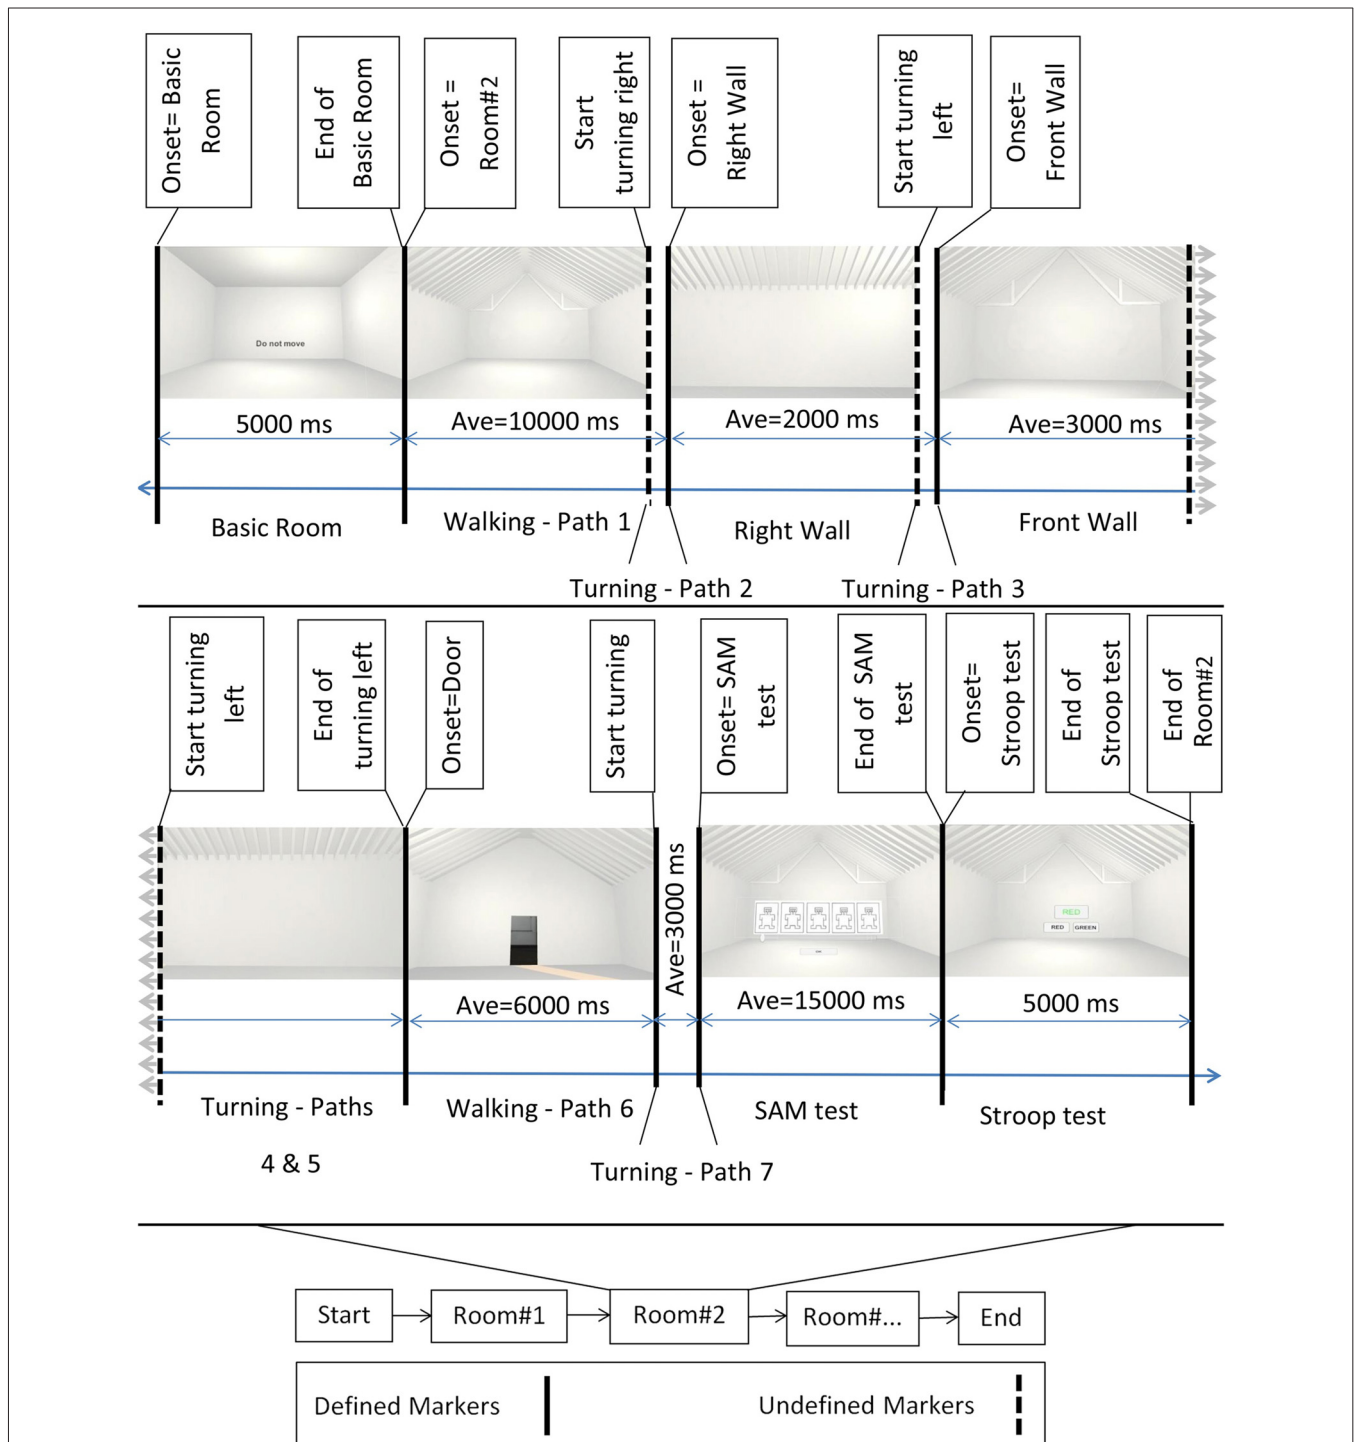 Onset= Basic
Room
End of
Basic Room
Onset =
Room#2
Start
turning right
Onset =
Right Wall
Start turning
left
Onset=
Front Wall
Do not move
5000 ms
Ave=10000 ms
Ave=2000 ms
Ave=3000 ms
Basic Room
Walking - Path 1
Right Wall
Front Wall
Turning - Path 2
Turning - Path 3
Start turning
left
End of
turning left
Onset=Door
Start turning
Onset= SAM
test
End of SAM
test
Onset=
Stroop test
End of
Stroop test
End of
Room#2
RED
RED
GREEN
Ave=6000 ms
Ave=3000 ms
Ave=15000 ms
5000 ms
Turning - Paths
4 & 5
Walking - Path 6
SAM test
Stroop test
Turning - Path 7
Start
Room#1
Room#2
Room#...
End
Defined Markers
Undefined Markers